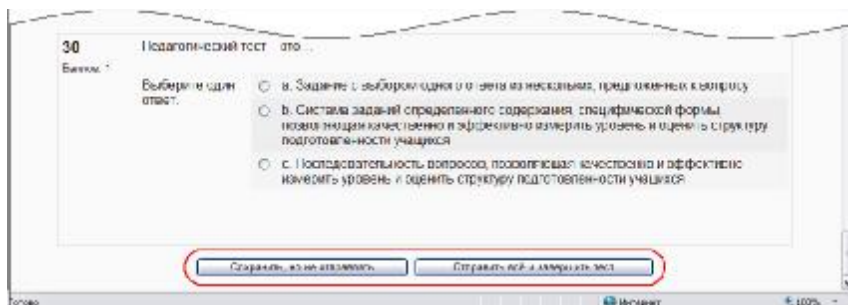 30 Педагогический тест - это ...
Баллов: 1
Выберите один ответ.
a. Задание с выбором одного ответа из нескольких, предложенных к вопросу
b. Система заданий определенного содержания, специфической формы,
позволяющая качественно и эффективно измерить уровень и оценить структуру
подготовленности учащихся
c. Последовательность вопросов, позволяющая качественно и эффективно
измерить уровень и оценить структуру подготовленности учащихся
Сохранить, но не отправлять Отправить всё и завершить тест
Готово Интернет 100%